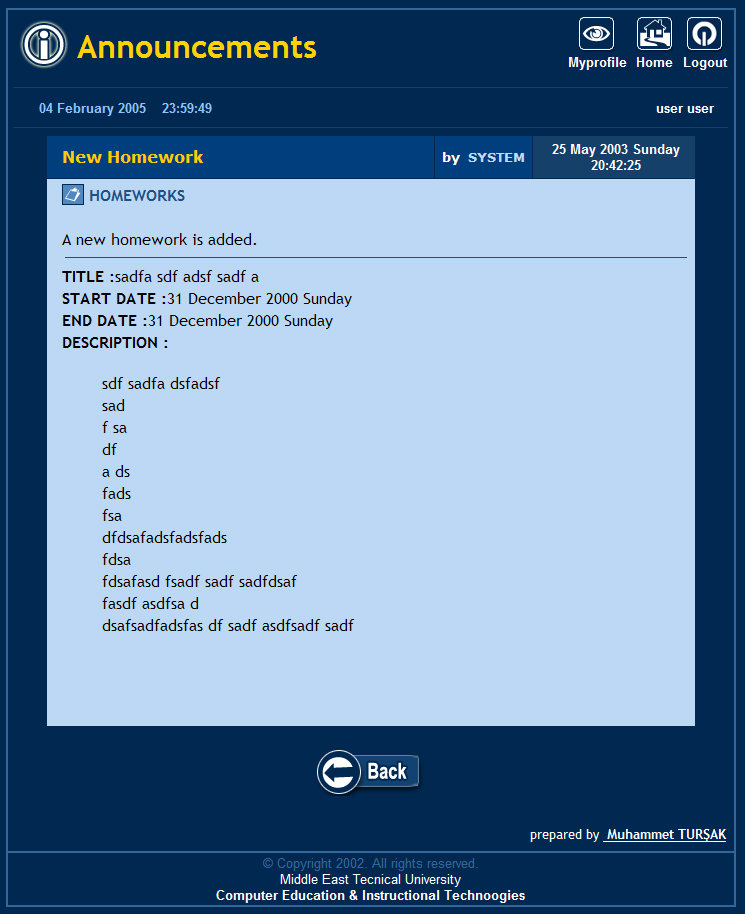 Announcements
Myprofile Home Logout
04 February 2005 23:59:49 user user
New Homework by SYSTEM 25 May 2003 Sunday
20:42:25
HOMEWORKS
A new homework is added.
TITLE :sadfa sdf adsf sadf a
START DATE :31 December 2000 Sunday
END DATE :31 December 2000 Sunday
DESCRIPTION :
sdf sadfa dsfadsf
sad
f sa
df
a ds
fads
fsa
dfdsafadsfadsfads
fdsa
fdsafasd fsadf sadf sadfdsaf
fasdf asdfsa d
dsafsadfadsfas df sadf asdfsadf sadf
Back
prepared by Muhammet TURŞAK
© Copyright 2002. All rights reserved.
Middle East Tecnical University
Computer Education & Instructional Technoogies